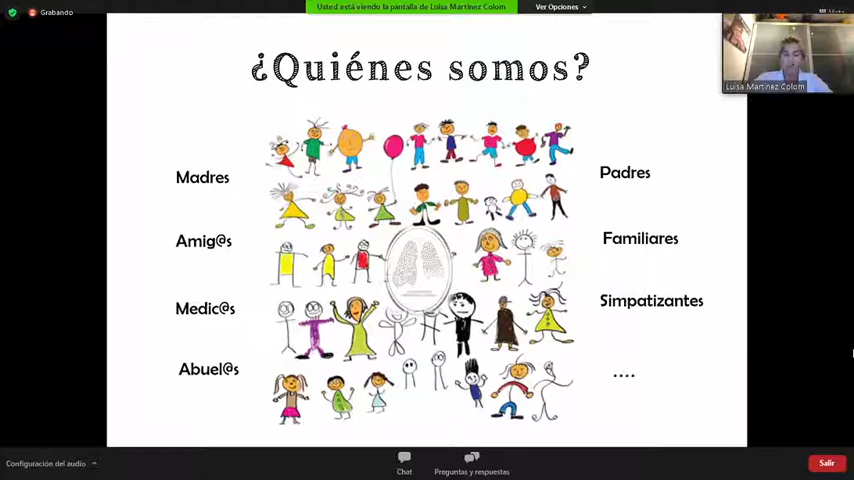 Grabando
Usted está viendo la pantalla de Luisa Martínez Colom
Ver Opciones
Luisa Martínez Colom
¿Quiénes somos?
Madres
Padres
Amig@s
Familiares
Medic@s
Simpatizantes
Abuel@s
....
Configuración del audio
Chat
Preguntas y respuestas
Salir